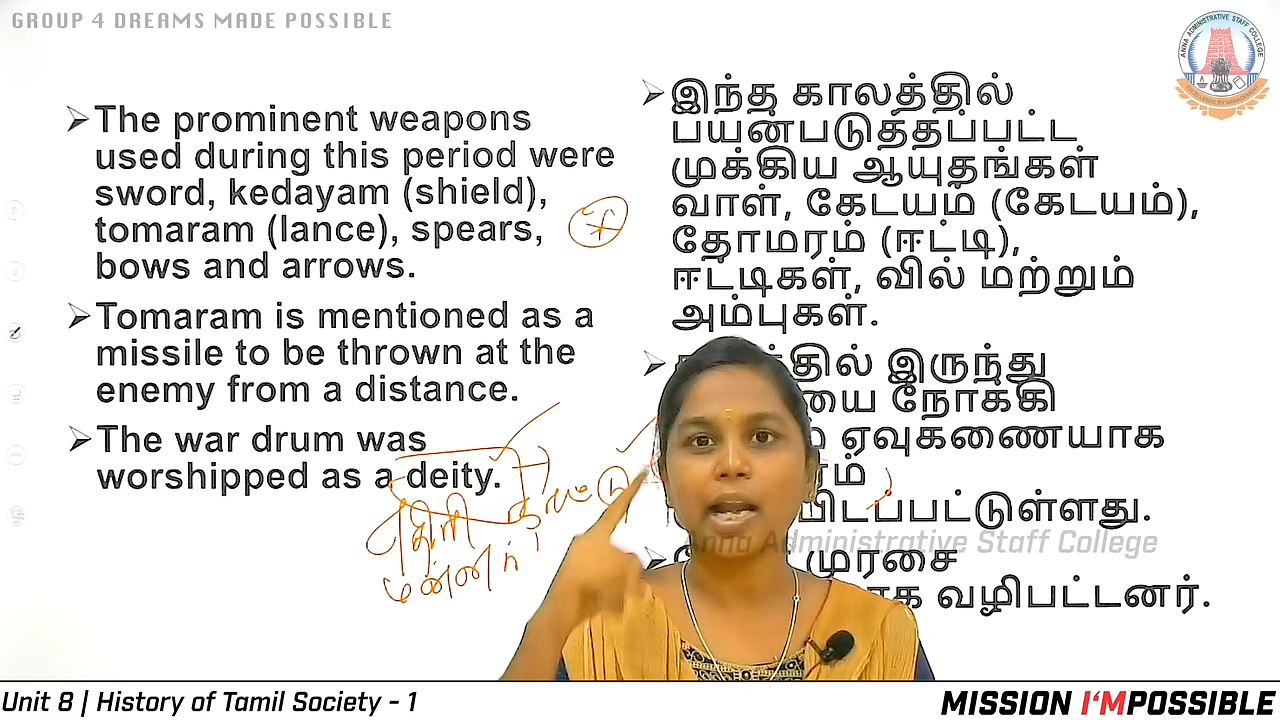 GROUP 4 DREAMS MADE POSSIBLE
ANNA ADMINISTRATIVE STAFF COLLEGE
The prominent weapons
used during this period were
sword, kedayam (shield),
tomaram (lance), spears,
bows and arrows.
Tomaram is mentioned as a
missile to be thrown at the
enemy from a distance.
The war drum was
worshipped as a deity.
இந்த காலத்தில்
பயன்படுத்தப்பட்ட
முக்கிய ஆயுதங்கள்
வாள், கேடயம் (கேடயம்),
தோமரம் (ஈட்டி),
ஈட்டிகள், வில் மற்றும்
அம்புகள்.
இருந்து
நோக்கி
ஏவுகணையாக
முரசை
வழிபட்டனர்.
Anna Administrative Staff College
Unit 8 | History of Tamil Society - 1
MISSION I'MPOSSIBLE